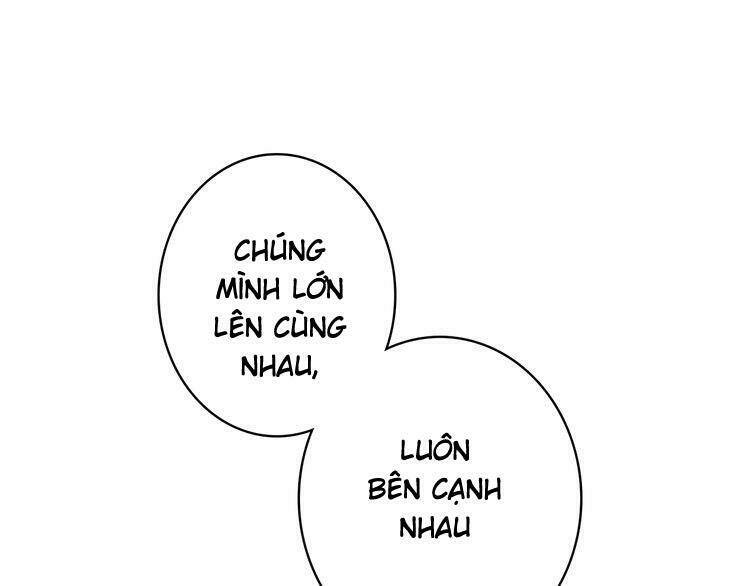 CHÚNG
MÌNH LỚN
LÊN CÙNG
NHAU,
LUÔN
BÊN CẠNH
NHAU